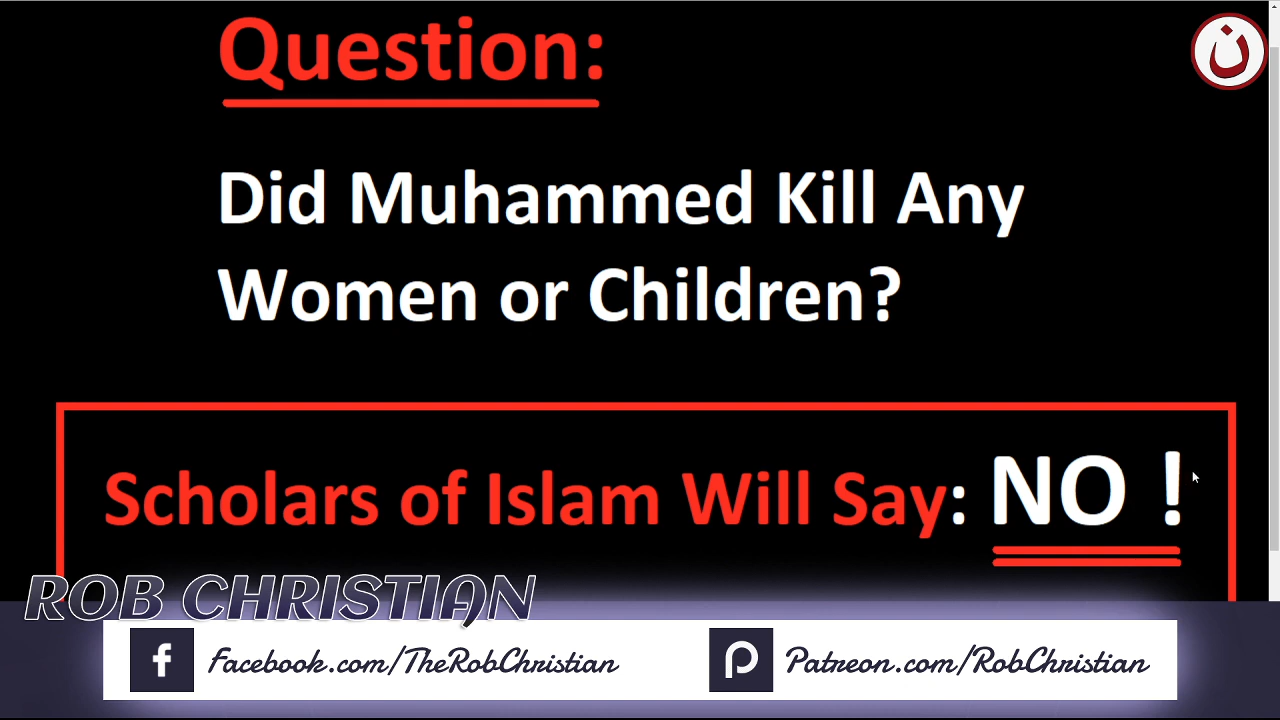 Question:
Did Muhammed Kill Any
Women or Children?
Scholars of Islam Will Say: NO !
ROB CHRISTIAN
Facebook.com/TheRobChristian
Patreon.com/RobChristian
ن